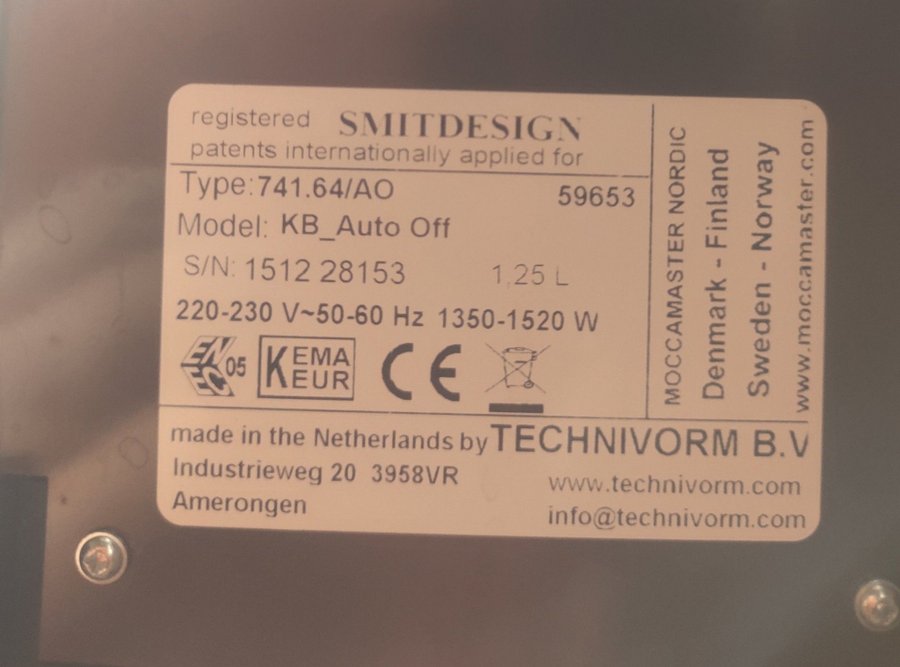 registered SMITDESIGN
patents internationally applied for
Type:741.64/AO 59653
Model: KB_Auto Off
S/N: 1512 28153 1,25 L
220-230 V~50-60 Hz 1350-1520 W
ENEC 05
KEMA
KEUR
CE
MOCCAMASTER NORDIC
Denmark - Finland
Sweden - Norway
www.moccamaster.com
made in the Netherlands by TECHNIVORM B.V
Industrieweg 20 3958VR
www.technivorm.com
Amerongen
info@technivorm.com